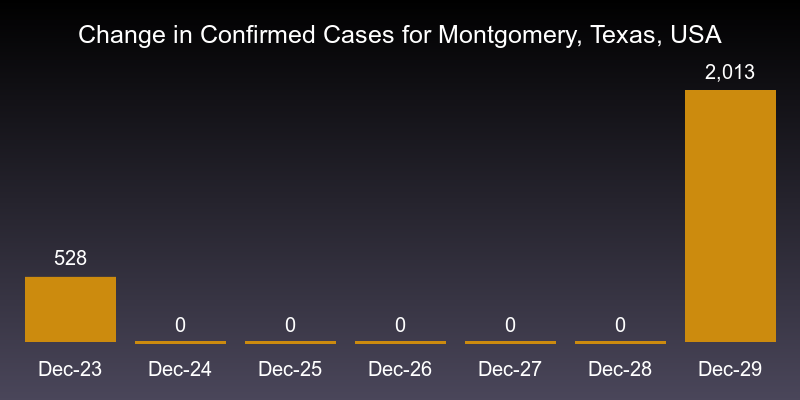 Change in Confirmed Cases for Montgomery, Texas, USA
2,013
528
0 0 0 0 0
Dec-23 Dec-24 Dec-25 Dec-26 Dec-27 Dec-28 Dec-29